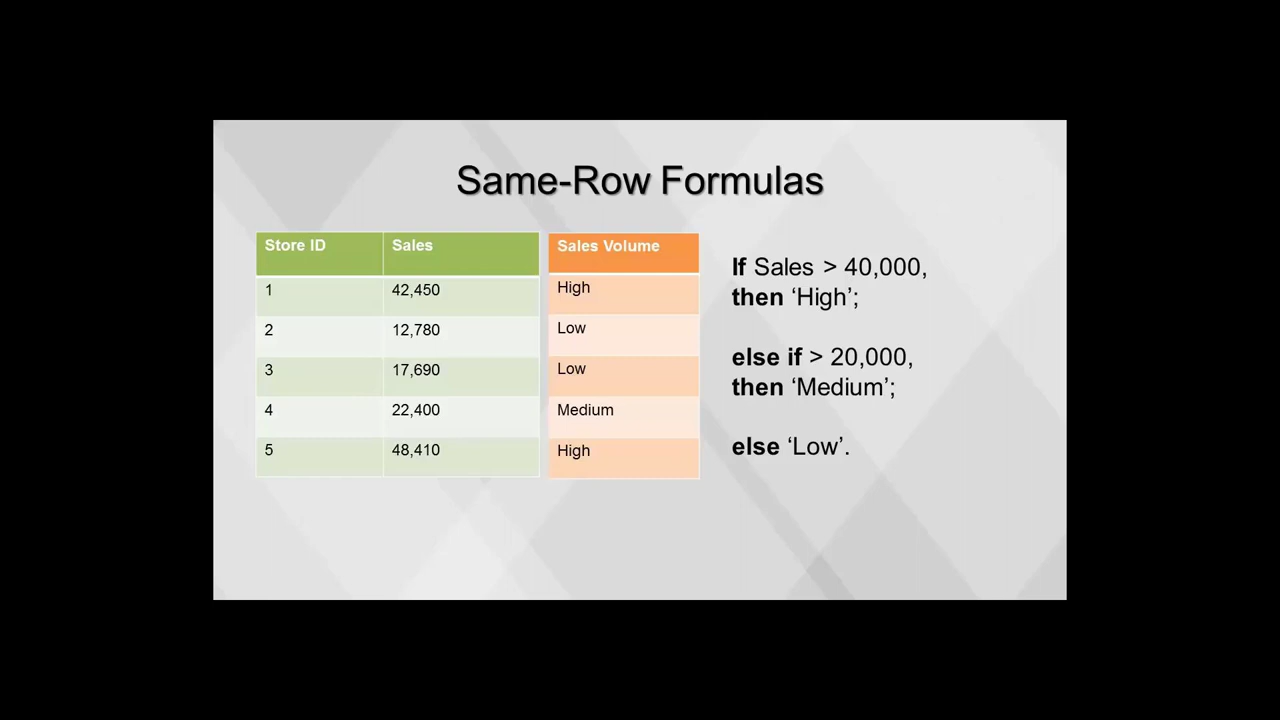 Same-Row Formulas
Store ID Sales Sales Volume
1 42,450 High
2 12,780 Low
3 17,690 Low
4 22,400 Medium
5 48,410 High
If Sales > 40,000,
then ‘High’;
else if > 20,000,
then ‘Medium’;
else ‘Low’.